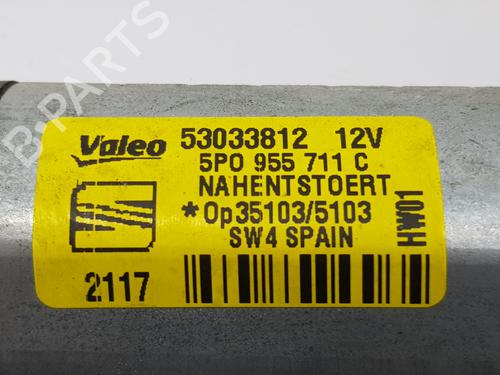 B-PARTS
Valeo 53033812 12V
5P0 955 711 C
NAHENTSTOERT
*Op35103/5103
SW4 SPAIN
2117
HW01